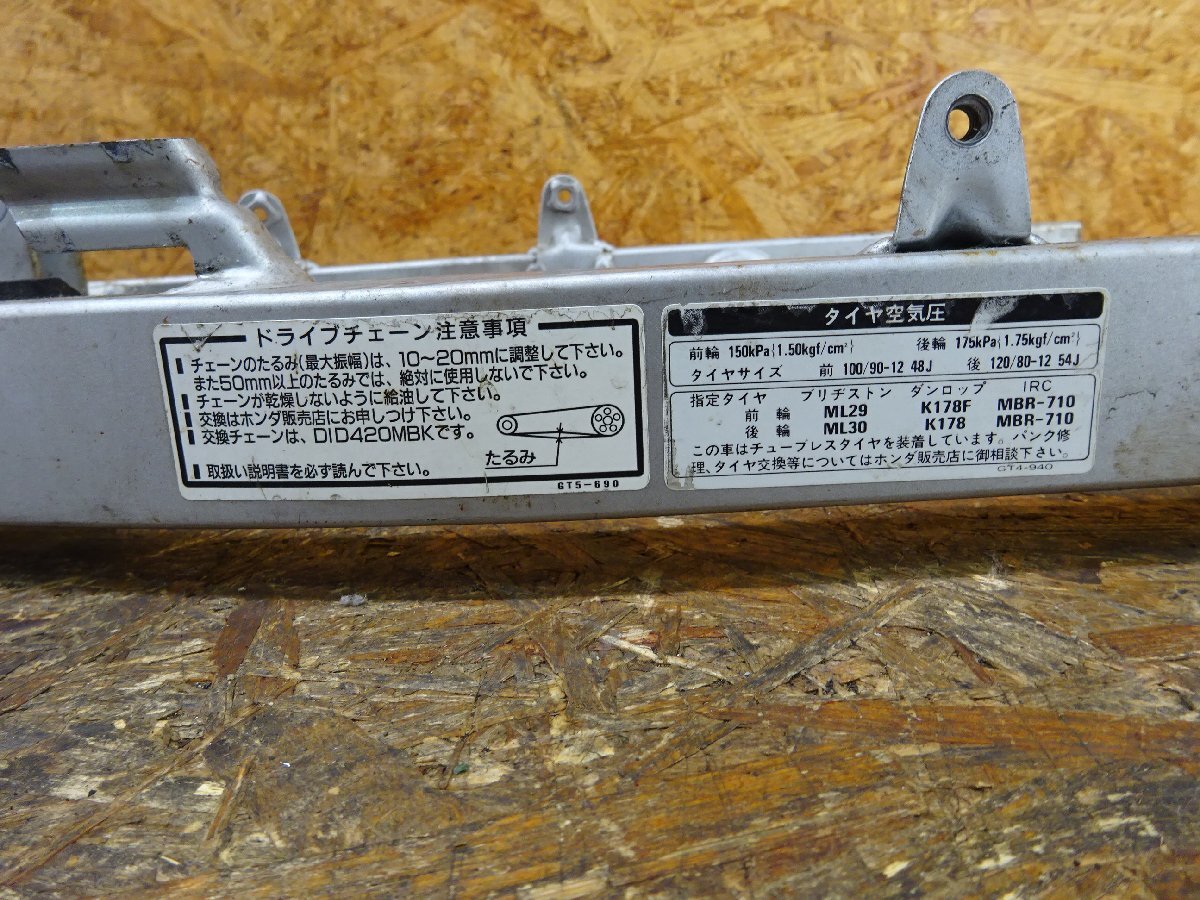 ドライブチェーン注意事項
チェーンのたるみ(最大振幅)は、10〜20mmに調整して下さい。
また50mm以上のたるみでは、絶対に使用しないで下さい。
チェーンが乾燥しないように給油して下さい。
交換はホンダ販売店にお申しつけ下さい。
交換チェーンは、DID420MBKです。
たるみ
取扱い説明書を必ず読んで下さい。
GT5-690
タイヤ空気圧
前輪 150kPa{1.50kgf/cm²} 後輪 175kPa{1.75kgf/cm²}
タイヤサイズ 前 100/90-12 48J 後 120/80-12 54J
指定タイヤ ブリヂストン ダンロップ IRC
前輪 ML29 K178F MBR-710
後輪 ML30 K178 MBR-710
この車はチューブレスタイヤを装着しています。パンク修
理、タイヤ交換等についてはホンダ販売店に御相談下さい。
GT4-940